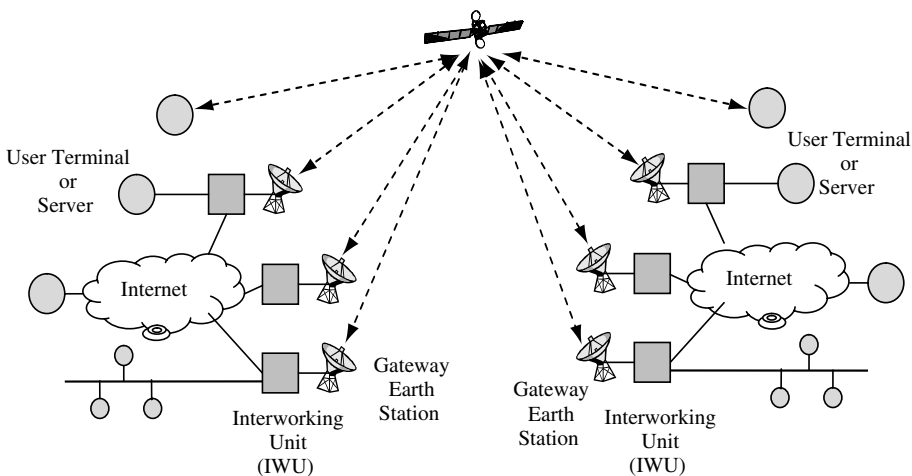 User Terminal
or
Server
User Terminal
or
Server
Internet
Internet
Gateway
Earth
Station
Gateway
Earth
Station
Interworking
Unit
(IWU)
Interworking
Unit
(IWU)